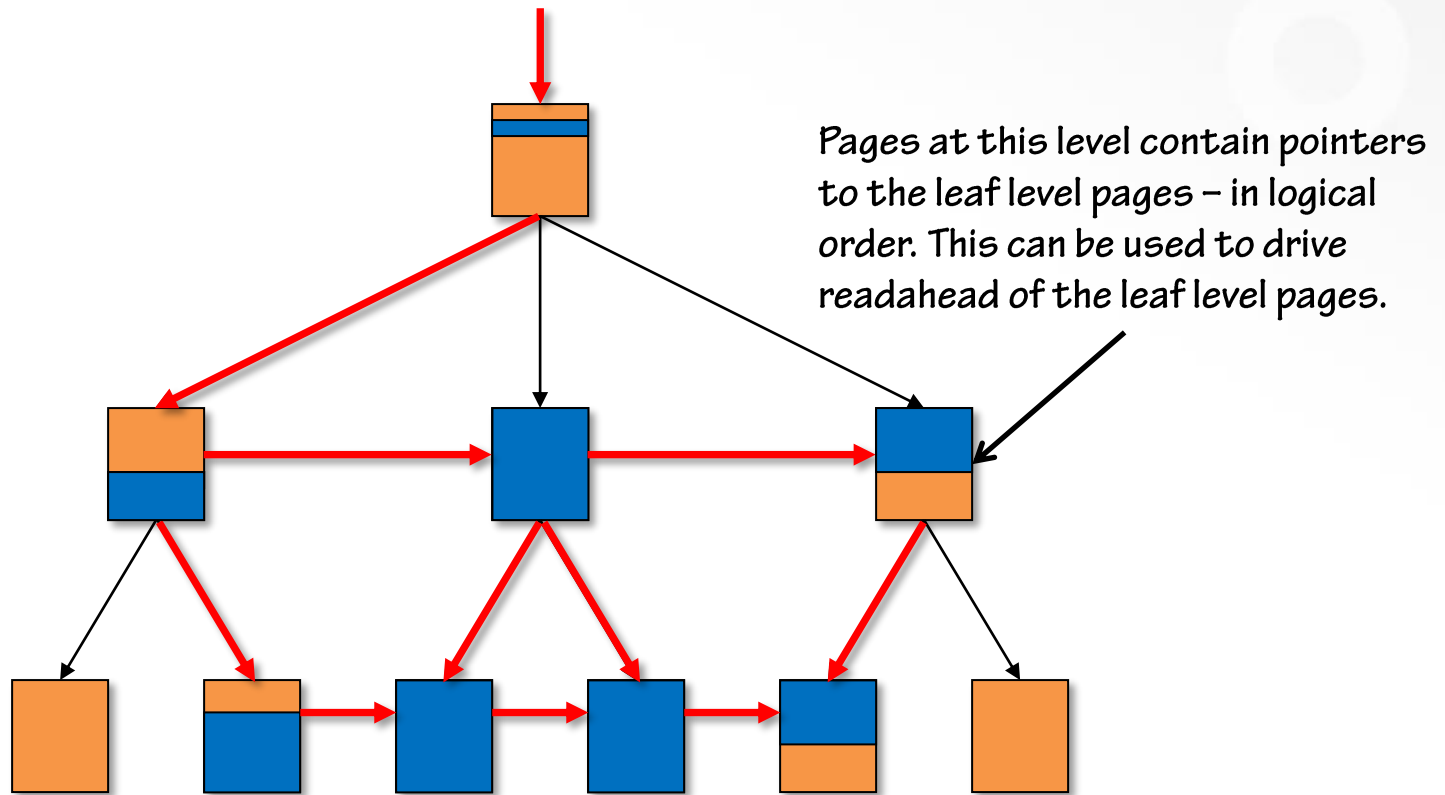 Pages at this level contain pointers
to the leaf level pages – in logical
order. This can be used to drive
readahead of the leaf level pages.